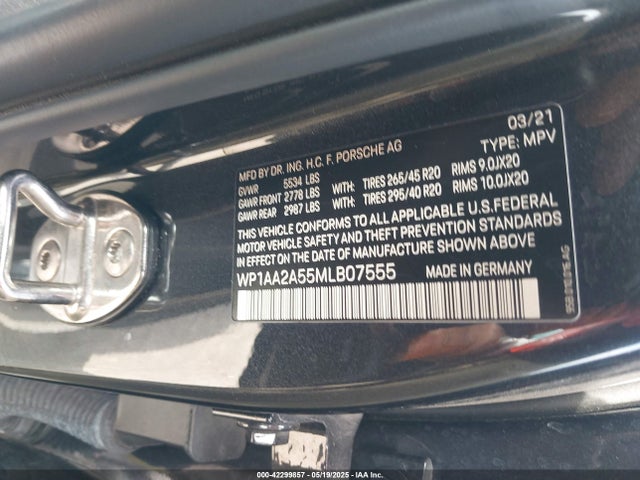 03/21
MFD BY DR. ING. H.C. F. PORSCHE AG TYPE: MPV
GVWR 5534 LBS
GAWR FRONT 2778 LBS WITH: TIRES 265/45 R20 RIMS 9.0JX20
GAWR REAR 2987 LBS WITH: TIRES 295/40 R20 RIMS 10.0JX20
THIS VEHICLE CONFORMS TO ALL APPLICABLE U.S.FEDERAL
MOTOR VEHICLE SAFETY AND THEFT PREVENTION STANDARDS
IN EFFECT ON THE DATE OF MANUFACTURE SHOWN ABOVE
WP1AA2A55MLB07555 MADE IN GERMANY
000-42299857 - 05/19/2025 - IAA Inc.